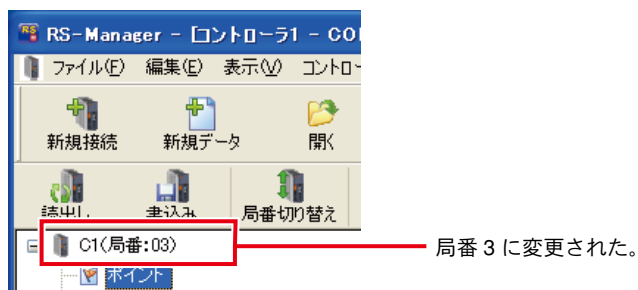 RS RS-Manager - [コントローラ1 - CO
ファイル(F) 編集(E) 表示(V) コントロー
新規接続 新規データ 開く
読出し 書込み 局番切り替え
C1(局番:03)
局番 3 に変更された。
ポイント